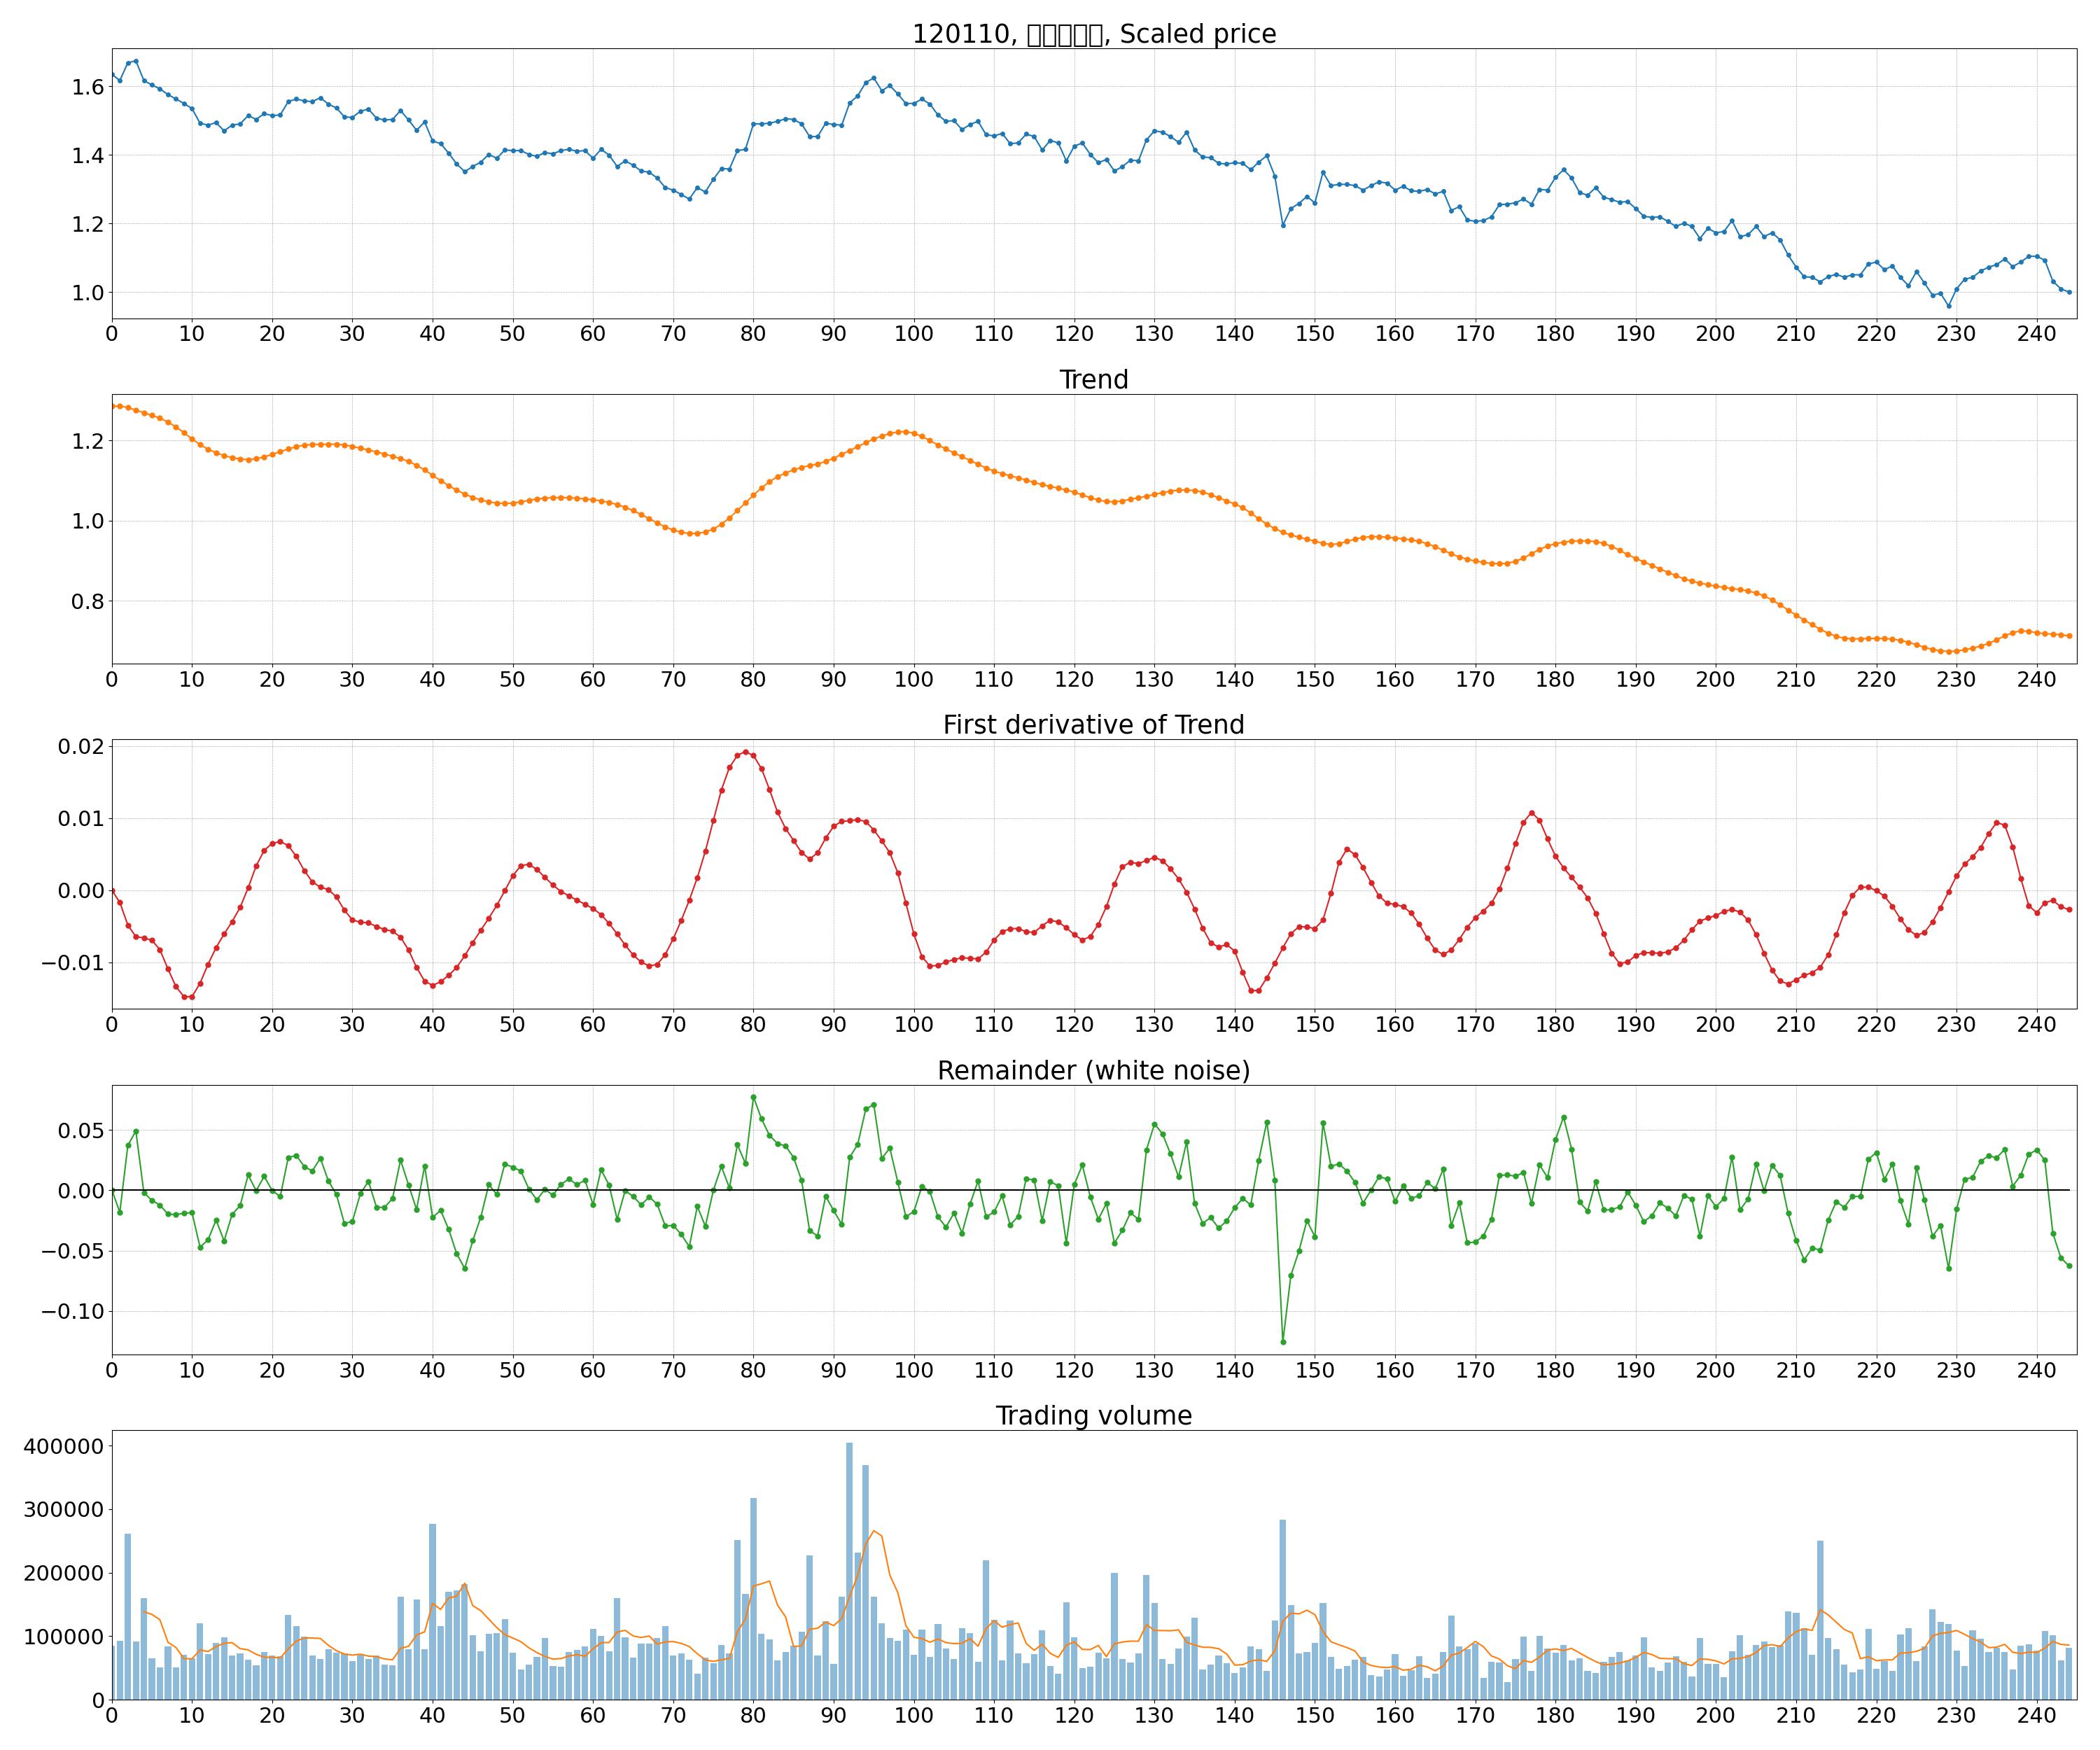 120110, □□□□□, Scaled price
1.6
1.4
1.2
1.0
0 10 20 30 40 50 60 70 80 90 100 110 120 130 140 150 160 170 180 190 200 210 220 230 240
Trend
1.2
1.0
0.8
0 10 20 30 40 50 60 70 80 90 100 110 120 130 140 150 160 170 180 190 200 210 220 230 240
First derivative of Trend
0.02
0.01
0.00
−0.01
0 10 20 30 40 50 60 70 80 90 100 110 120 130 140 150 160 170 180 190 200 210 220 230 240
Remainder (white noise)
0.05
0.00
−0.05
−0.10
0 10 20 30 40 50 60 70 80 90 100 110 120 130 140 150 160 170 180 190 200 210 220 230 240
Trading volume
400000
300000
200000
100000
0
0 10 20 30 40 50 60 70 80 90 100 110 120 130 140 150 160 170 180 190 200 210 220 230 240